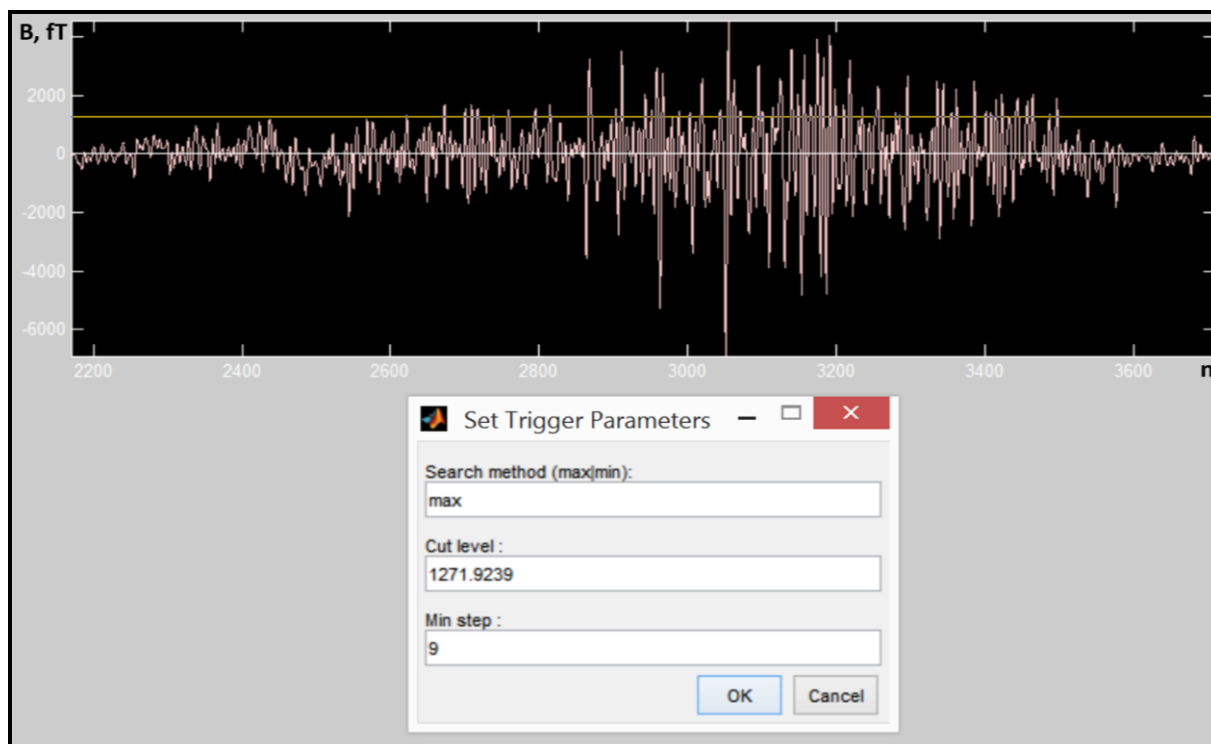 B, fT
2000
0
-2000
-4000
-6000
2200 2400 2600 2800 3000 3200 3400 3600 n
Set Trigger Parameters
Search method (max|min):
max
Cut level :
1271.9239
Min step :
9
OK Cancel